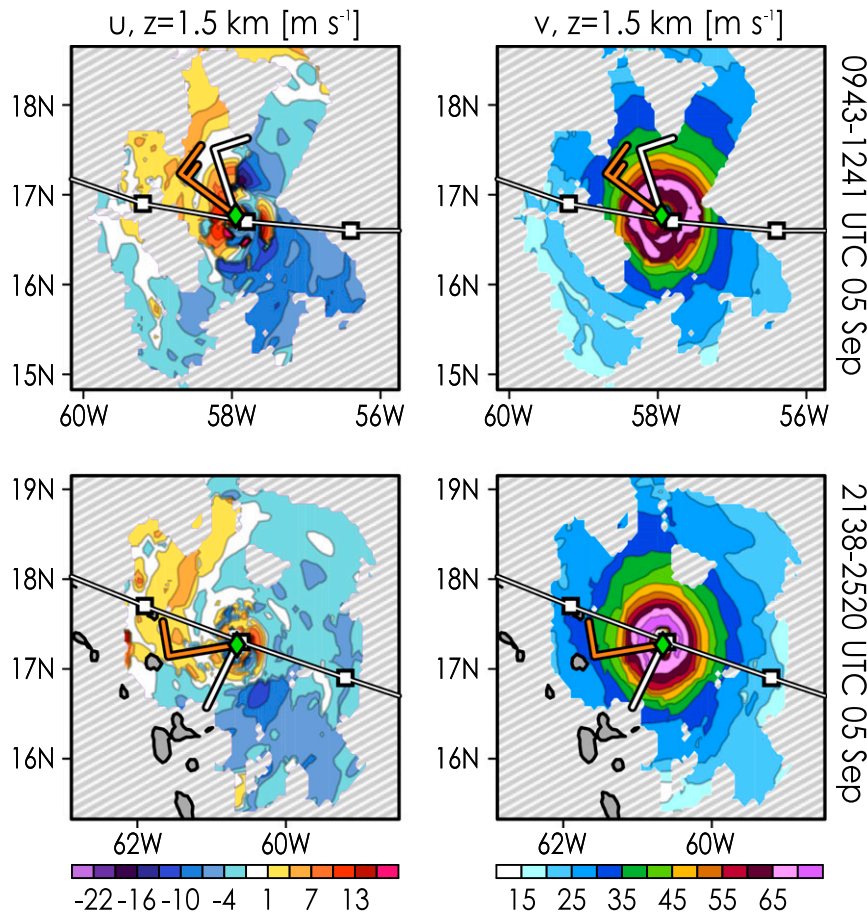 u, z=1.5 km [m s⁻¹]
v, z=1.5 km [m s⁻¹]
18N
17N
16N
15N
60W 58W 56W
60W 58W 56W
0943-1241 UTC 05 Sep
19N
18N
17N
16N
62W 60W
62W 60W
2138-2520 UTC 05 Sep
-22 -16 -10 -4 1 7 13
15 25 35 45 55 65